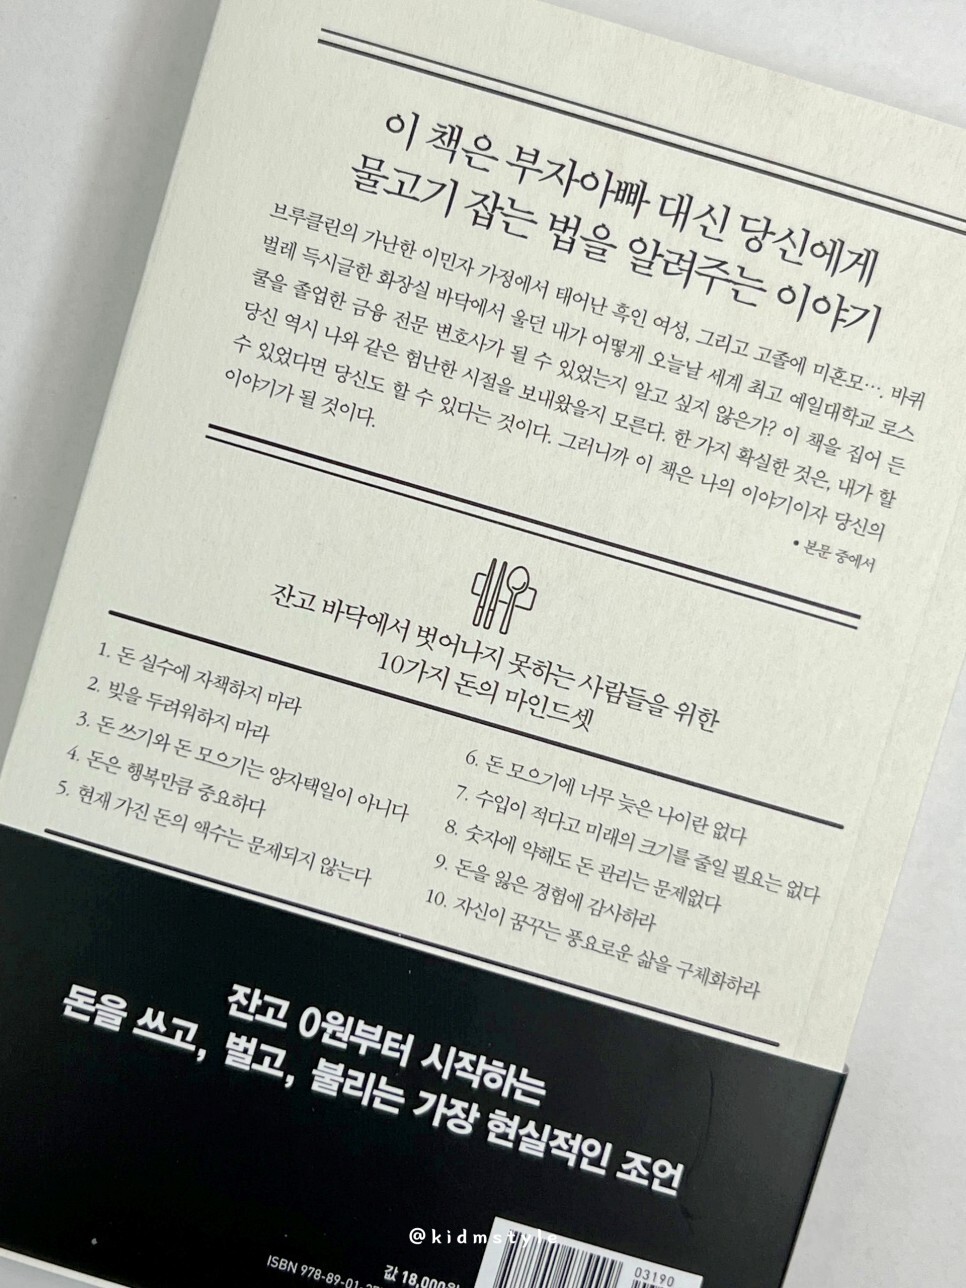 이 책은 부자아빠 대신 당신에게
물고기 잡는 법을 알려주는 이야기
브루클린의 가난한 이민자 가정에서 태어난 흑인 여성, 그리고 고졸에 미혼모…. 바퀴
벌레 득시글한 화장실 바닥에서 울던 내가 어떻게 오늘날 세계 최고 예일대학교 로스
쿨을 졸업한 금융 전문 변호사가 될 수 있었는지 알고 싶지 않은가? 이 책을 집어 든
당신 역시 나와 같은 험난한 시절을 보내왔을지 모른다. 한 가지 확실한 것은, 내가 할
수 있었다면 당신도 할 수 있다는 것이다. 그러니까 이 책은 나의 이야기이자 당신의
이야기가 될 것이다.
• 본문 중에서
잔고 바닥에서 벗어나지 못하는 사람들을 위한
10가지 돈의 마인드셋
1. 돈 실수에 자책하지 마라
2. 빚을 두려워하지 마라
3. 돈 쓰기와 돈 모으기는 양자택일이 아니다
4. 돈은 행복만큼 중요하다
5. 현재 가진 돈의 액수는 문제되지 않는다
6. 돈 모으기에 너무 늦은 나이란 없다
7. 수입이 적다고 미래의 크기를 줄일 필요는 없다
8. 숫자에 약해도 돈 관리는 문제없다
9. 돈을 잃은 경험에 감사하라
10. 자신이 꿈꾸는 풍요로운 삶을 구체화하라
잔고 0원부터 시작하는
돈을 쓰고, 벌고, 불리는 가장 현실적인 조언
@kidmstyle
ISBN 978-89-01-
값 18,000원
03190